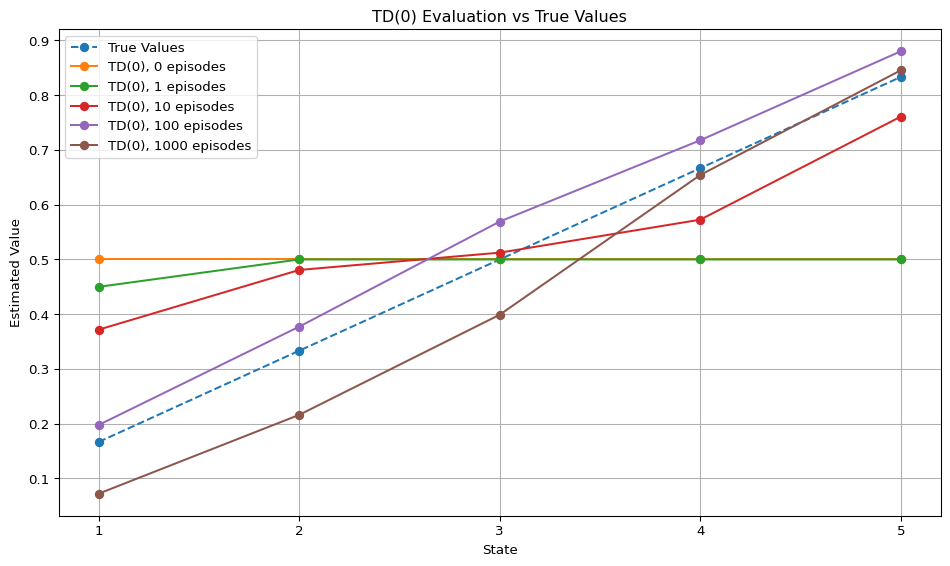 TD(0) Evaluation vs True Values
True Values
TD(0), 0 episodes
TD(0), 1 episodes
TD(0), 10 episodes
TD(0), 100 episodes
TD(0), 1000 episodes
Estimated Value
0.9
0.8
0.7
0.6
0.5
0.4
0.3
0.2
0.1
1 2 3 4 5
State